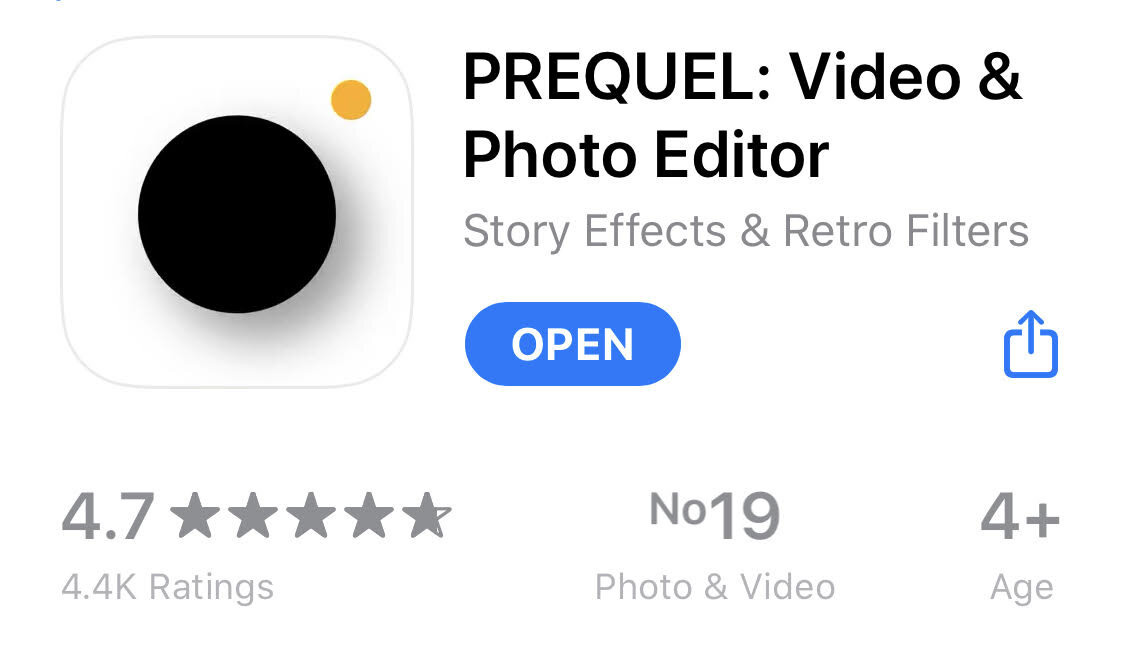 PREQUEL: Video &
Photo Editor
Story Effects & Retro Filters
OPEN
4.7
4.4K Ratings
No19
Photo & Video
4+
Age